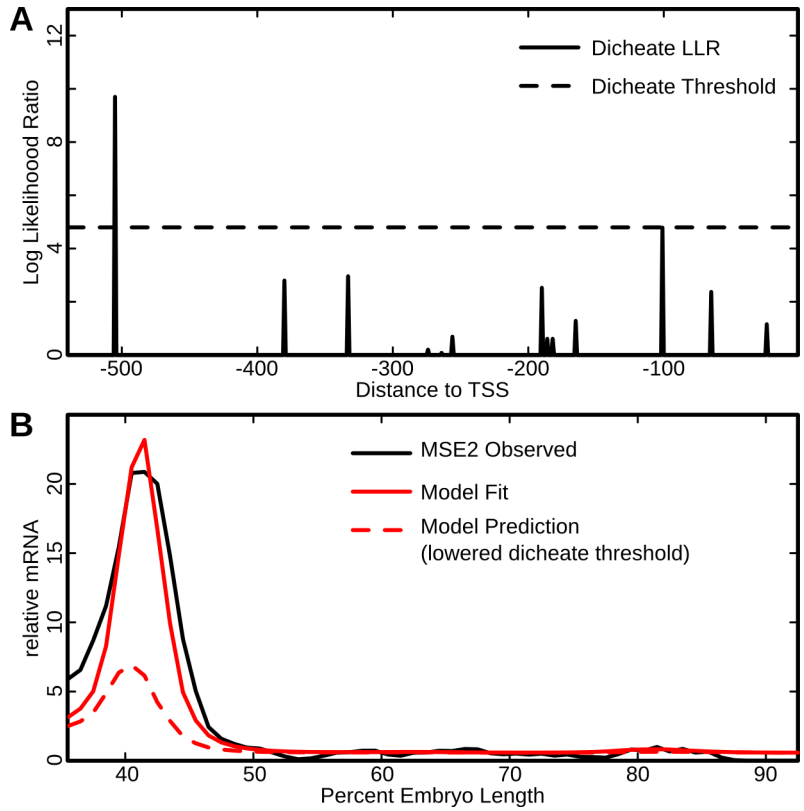 A
12
8
4
0
Log Likelihoood Ratio
Dicheate LLR
Dicheate Threshold
-500
-400
-300
-200
-100
Distance to TSS
B
20
15
10
5
0
relative mRNA
MSE2 Observed
Model Fit
Model Prediction
(lowered dicheate threshold)
40
50
60
70
80
90
Percent Embryo Length